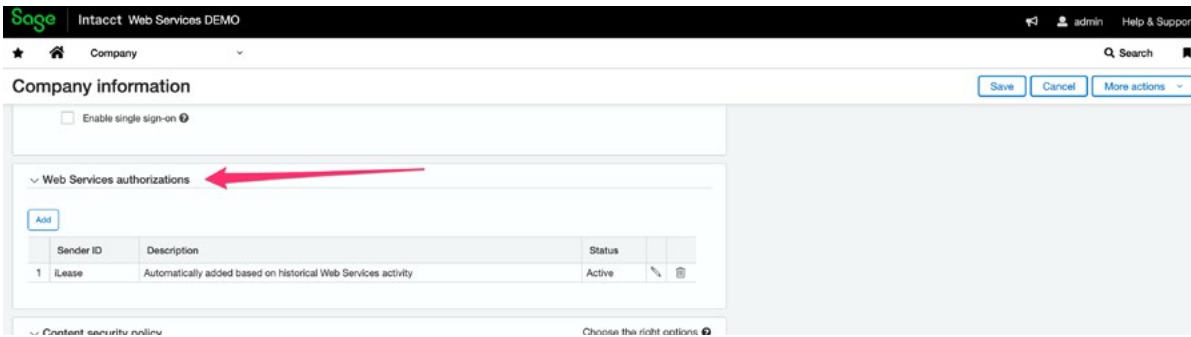 Sage Intacct Web Services DEMO admin Help & Suppor
Company Search
Company information Save Cancel More actions
Enable single sign-on
Web Services authorizations
Add
Sender ID Description Status
1 iLease Automatically added based on historical Web Services activity Active
Content security policy Choose the right options